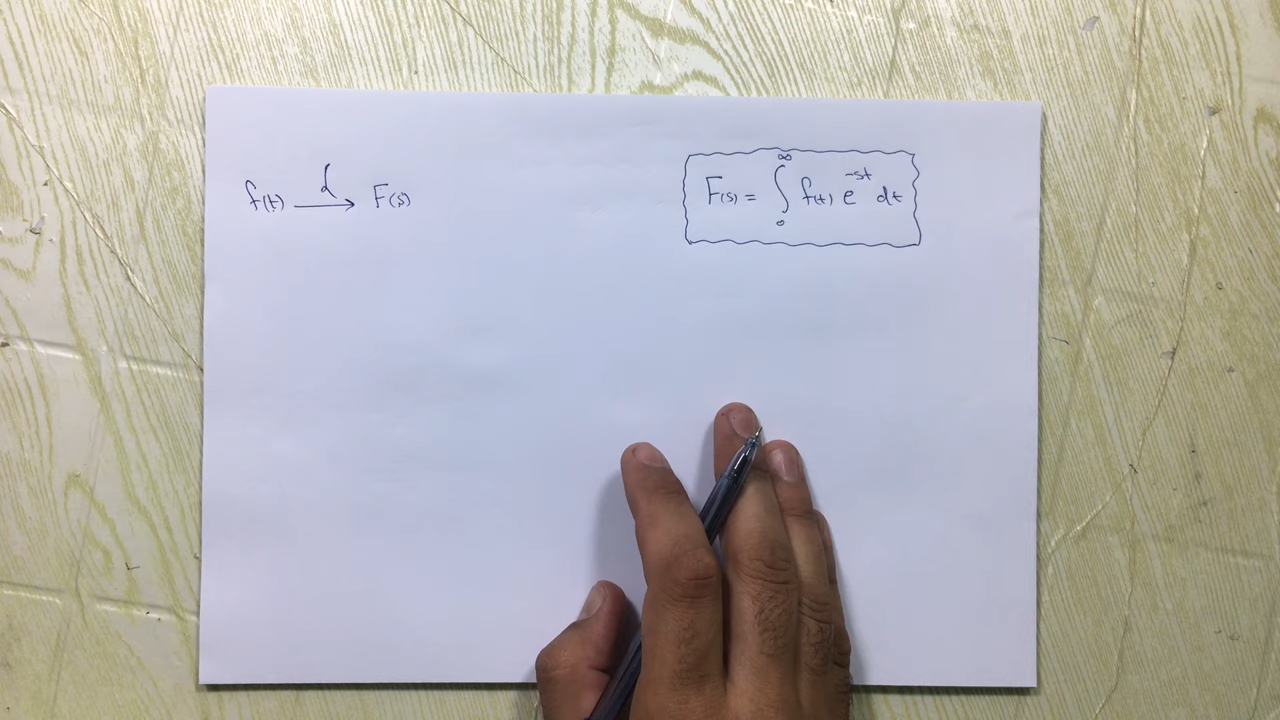 f(t) ℒ→ F(s)
F(s) = ∫₀^∞ f(t) e^-st dt